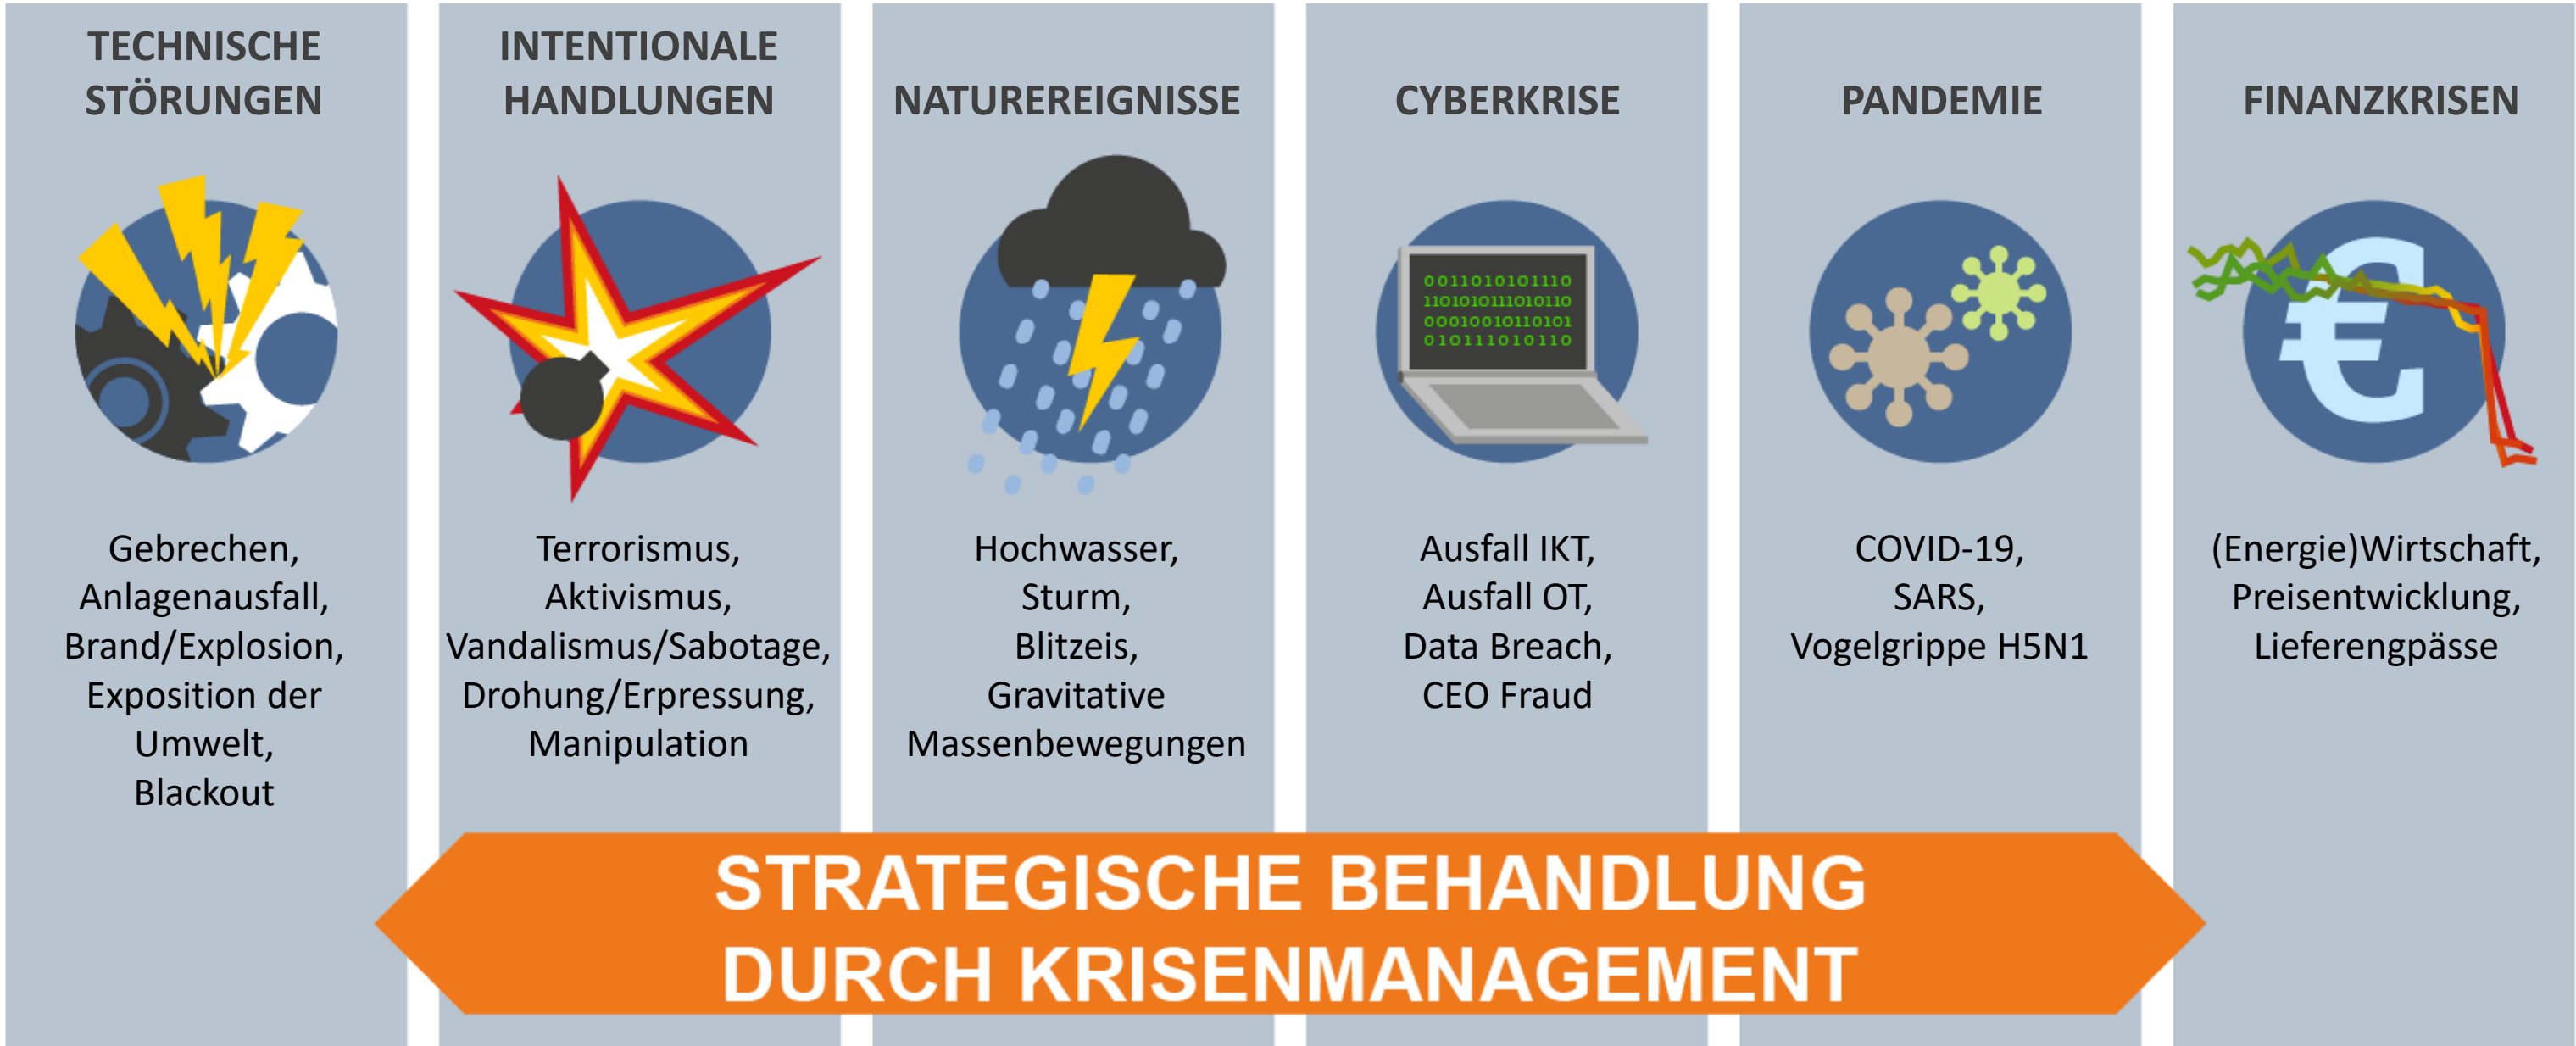 TECHNISCHE
STÖRUNGEN
Gebrechen,
Anlagenausfall,
Brand/Explosion,
Exposition der
Umwelt,
Blackout
INTENTIONALE
HANDLUNGEN
Terrorismus,
Aktivismus,
Vandalismus/Sabotage,
Drohung/Erpressung,
Manipulation
NATUREREIGNISSE
Hochwasser,
Sturm,
Blitzeis,
Gravitative
Massenbewegungen
CYBERKRISE
0011010101110
1101010111010110
00010010110101
010111010110
Ausfall IKT,
Ausfall OT,
Data Breach,
CEO Fraud
PANDEMIE
COVID-19,
SARS,
Vogelgrippe H5N1
FINANZKRISEN
€
(Energie)Wirtschaft,
Preisentwicklung,
Lieferengpässe
STRATEGISCHE BEHANDLUNG
DURCH KRISENMANAGEMENT